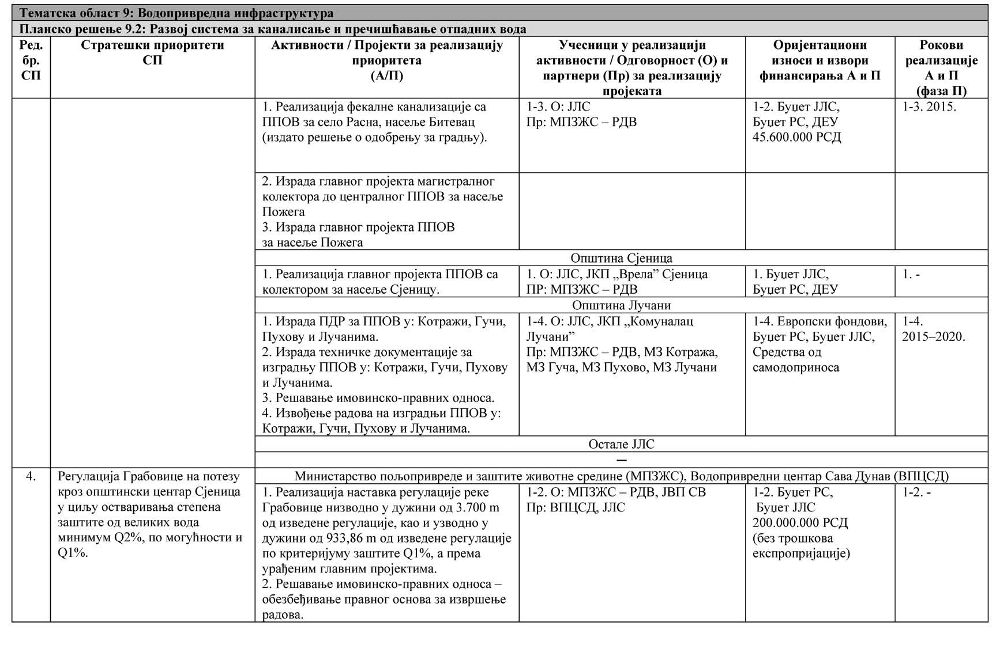 Тематска област 9: Водопривредна инфраструктура
Планско решење 9.2: Развој система за каналисање и пречишћавање отпадних вода
Ред.
бр.
СП
Стратешки приоритети
СП
Активности / Пројекти за реализацију
приоритета
(А/П)
Учесници у реализацији
активности / Одговорност (О) и
партнери (Пр) за реализацију
пројеката
Оријентациони
износи и извори
финансирања А и П
Рокови
реализације
А и П
(фаза П)
1. Реализација фекалне канализације са
ППОВ за село Расна, насеље Битевац
(издато решење о одобрењу за градњу).
1-3. О: ЈЛС
Пр: МПЗЖС – РДВ
1-2. Буџет ЈЛС,
Буџет РС, ДЕУ
45.600.000 РСД
1-3. 2015.
2. Израда главног пројекта магистралног
колектора до централног ППОВ за насеље
Пожега
3. Израда главног пројекта ППОВ
за насеље Пожега
Општина Сјеница
1. Реализација главног пројекта ППОВ са
колектором за насеље Сјеницу.
1. О: ЈЛС, ЈКП „Врела” Сјеница
ПР: МПЗЖС – РДВ
1. Буџет ЈЛС,
Буџет РС, ДЕУ
1. -
Општина Лучани
1. Израда ПДР за ППОВ у: Котражи, Гучи,
Пухову и Лучанима.
2. Израда техничке документације за
изградњу ППОВ у: Котражи, Гучи, Пухову
и Лучанима.
3. Решавање имовинско-правних односа.
4. Извођење радова на изградњи ППОВ у:
Котражи, Гучи, Пухову и Лучанима.
1-4. О: ЈЛС, ЈКП „Комуналац
Лучани”
Пр: МПЗЖС – РДВ, МЗ Котража,
МЗ Гуча, МЗ Пухово, МЗ Лучани
1-4. Европски фондови,
Буџет РС, Буџет ЈЛС,
Средства од
самодоприноса
1-4.
2015–2020.
Остале ЈЛС
—
4.
Регулација Грабовице на потезу
кроз општински центар Сјеница
у циљу остваривања степена
заштите од великих вода
минимум Q2%, по могућности и
Q1%.
Министарство пољопривреде и заштите животне средине (МПЗЖС), Водопривредни центар Сава Дунав (ВПЦСД)
1. Реализација наставка регулације реке
Грабовице низводно у дужини од 3.700 m
од изведене регулације, као и узводно у
дужини од 933,86 m од изведене регулације
по критеријуму заштите Q1%, а према
урађеним главним пројектима.
2. Решавање имовинско-правних односа –
обезбеђивање правног основа за извршење
радова.
1-2. О: МПЗЖС – РДВ, ЈВП СВ
Пр: ВПЦСД, ЈЛС
1-2. Буџет РС,
Буџет ЈЛС
200.000.000 РСД
(без трошкова
експропријације)
1-2. -